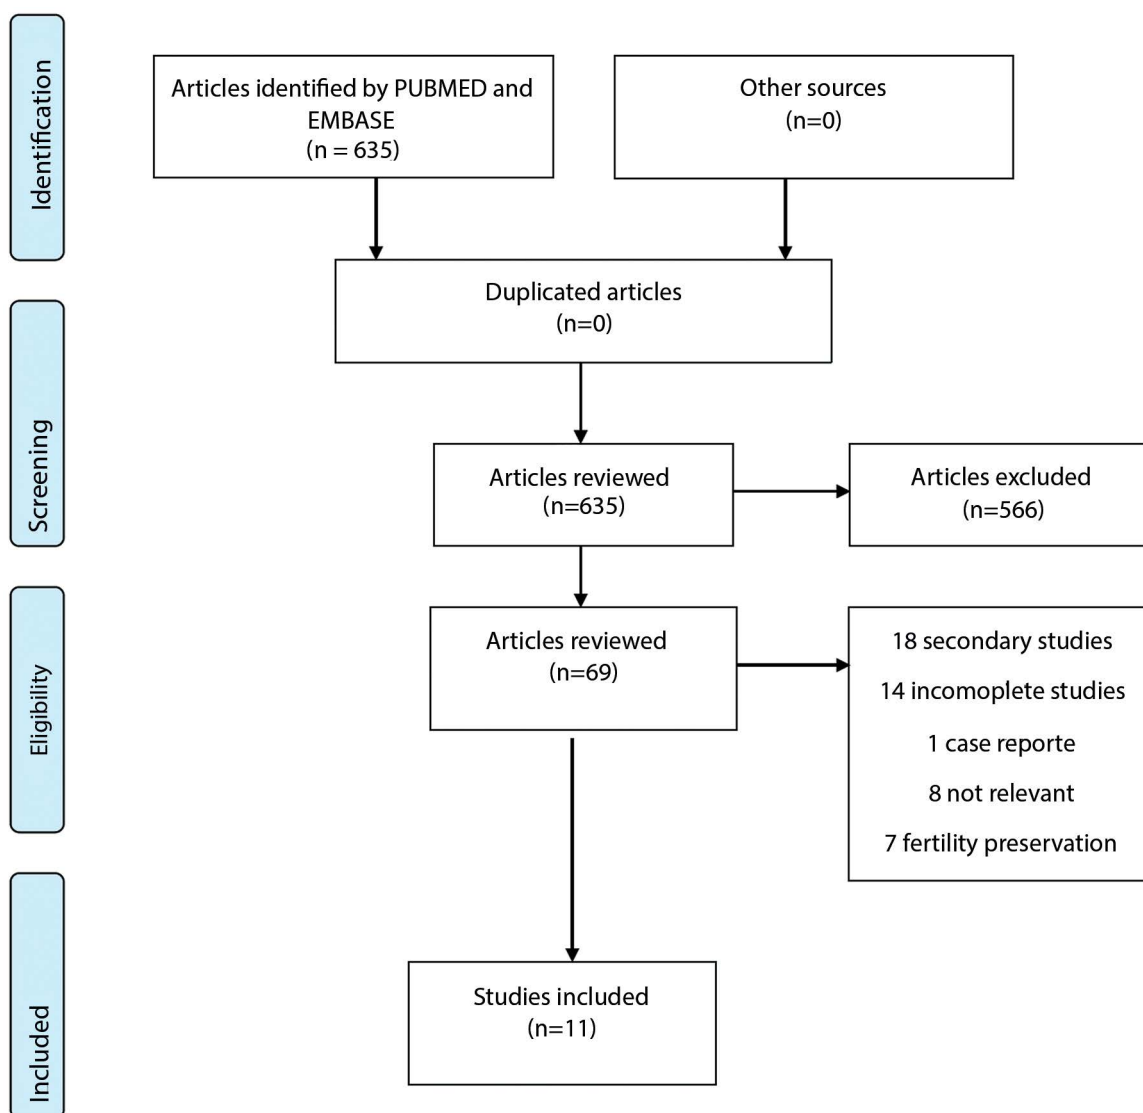 Identification
Articles identified by PUBMED and
EMBASE
(n = 635)
Other sources
(n=0)
Duplicated articles
(n=0)
Screening
Articles reviewed
(n=635)
Articles excluded
(n=566)
Eligibility
Articles reviewed
(n=69)
18 secondary studies
14 incomoplete studies
1 case reporte
8 not relevant
7 fertility preservation
Included
Studies included
(n=11)